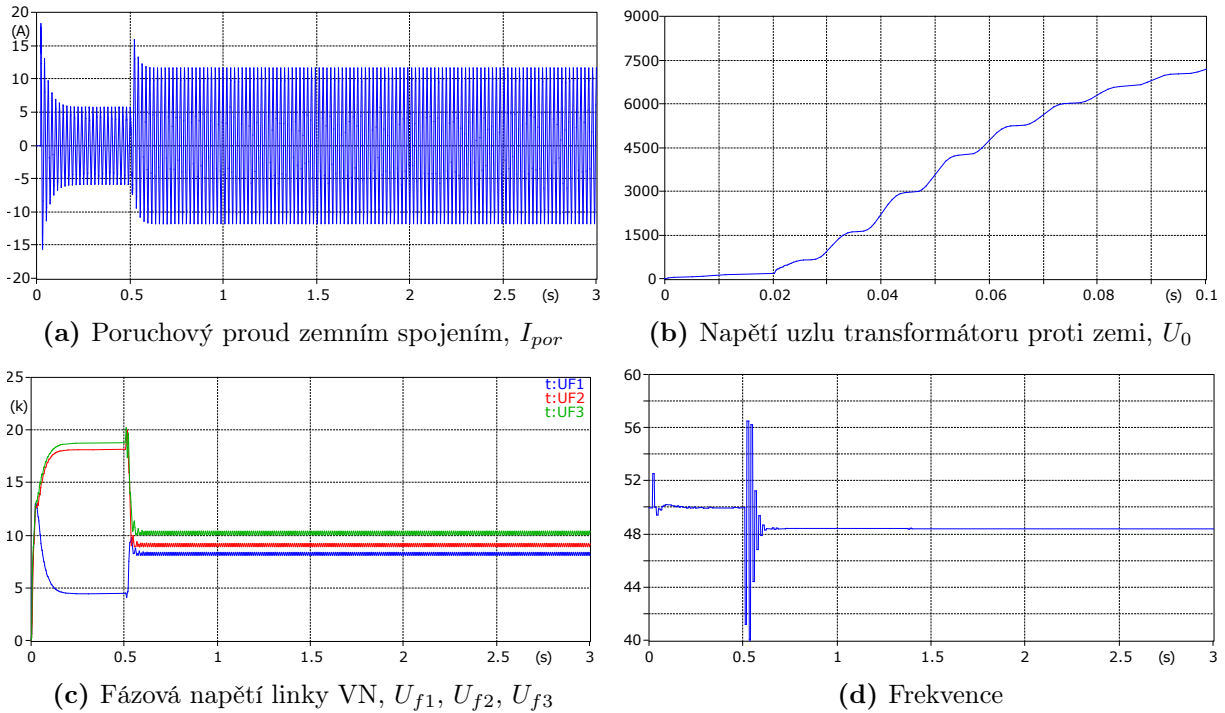 20
(A)
15
10
5
0
-5
-10
-15
-20
0 0.5 1 1.5 2 2.5 (s) 3
(a) Poruchový proud zemním spojením, I_por
9000
7500
6000
4500
3000
1500
0
0 0.02 0.04 0.06 0.08 (s) 0.1
(b) Napětí uzlu transformátoru proti zemi, U_0
25
(k)
20
15
10
5
0
t:UF1
t:UF2
t:UF3
0 0.5 1 1.5 2 2.5 (s) 3
(c) Fázová napětí linky VN, U_f1, U_f2, U_f3
60
56
52
48
44
40
0 0.5 1 1.5 2 2.5 (s) 3
(d) Frekvence